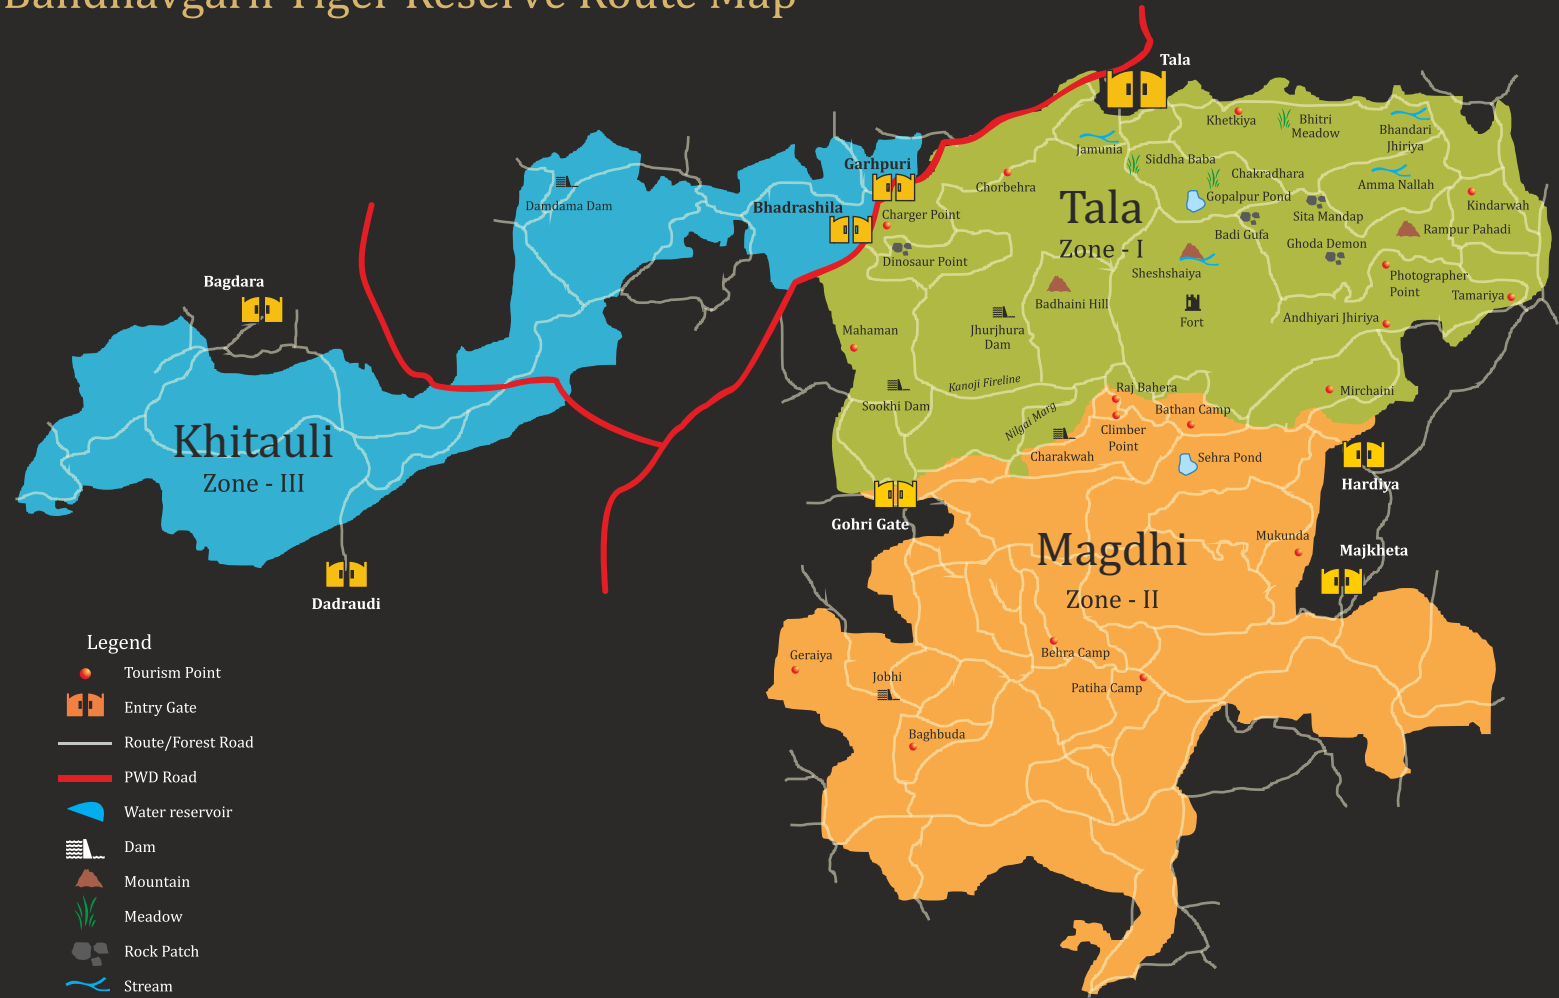 Bandhavgarh Tiger Reserve Route Map
Tala
Khetkiya
Bhitri
Meadow
Bhandari
Jhiriya
Jamunia
Siddha Baba
Garhpuri
Chakradhara
Chorbehra
Amma Nallah
Damdama Dam
Bhadrashila
Charger Point
Tala
Zone - I
Gopalpur Pond
Sita Mandap
Kindarwah
Badi Gufa
Rampur Pahadi
Ghoda Demon
Dinosaur Point
Sheshshaiya
Photographer
Point
Bagdara
Tamariya
Badhaini Hill
Fort
Andhiyari Jhiriya
Mahaman
Jhurjhura
Dam
Kanoji Fireline
Raj Bahera
Mirchaini
Sookhi Dam
Nilgai Marg
Bathan Camp
Climber
Point
Charakwah
Sehra Pond
Khitauli
Zone - III
Hardiya
Gohri Gate
Mukunda
Magdhi
Zone - II
Majkheta
Dadraudi
Behra Camp
Geraiya
Jobhi
Patiha Camp
Baghbuda
Legend
Tourism Point
Entry Gate
Route/Forest Road
PWD Road
Water reservoir
Dam
Mountain
Meadow
Rock Patch
Stream